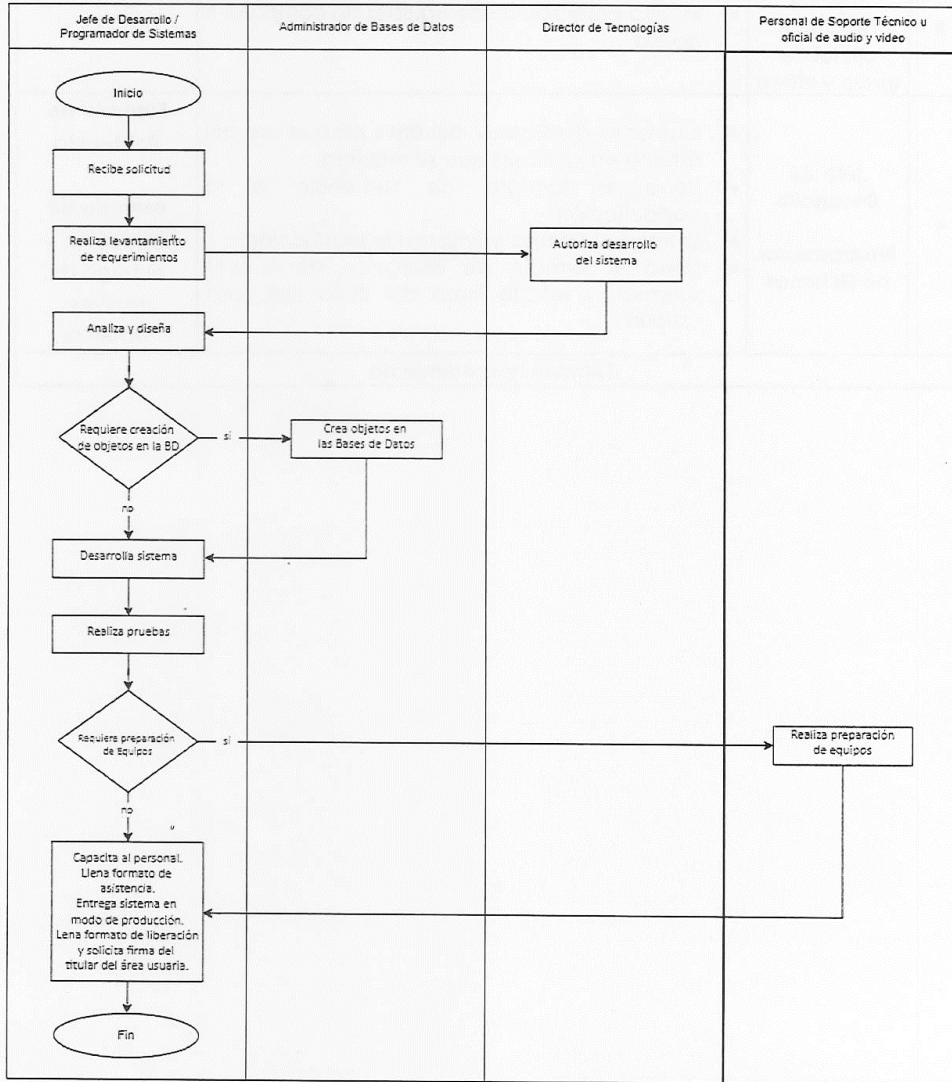 Jefe de Desarrollo /
Programador de Sistemas
Administrador de Bases de Datos
Director de Tecnologías
Personal de Soporte Técnico u
oficial de audio y video
Inicio
Recibe solicitud
Realiza levantamiento
de requerimientos
Autoriza desarrollo
del sistema
Analiza y diseña
Requiere creación
de objetos en la BD
si
Crea objetos en
las Bases de Datos
no
Desarrolla sistema
Realiza pruebas
Requiere preparación
de Equipos
si
Realiza preparación
de equipos
no
Capacita al personal.
Llena formato de
asistencia.
Entrega sistema en
modo de producción.
Lena formato de liberación
y solicita firma del
titular del área usuaria.
Fin